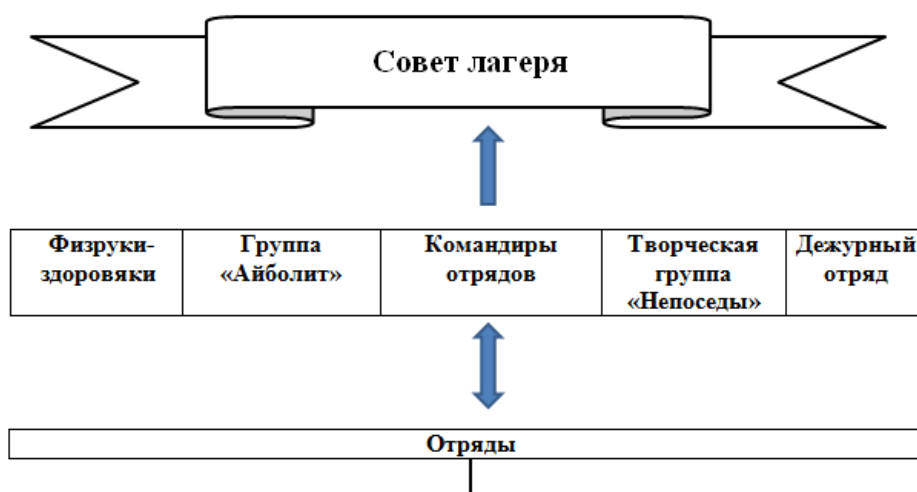 Совет лагеря
Физруки-
здоровяки
Группа
«Айболит»
Командиры
отрядов
Творческая
группа
«Непоседы»
Дежурный
отряд
Отряды